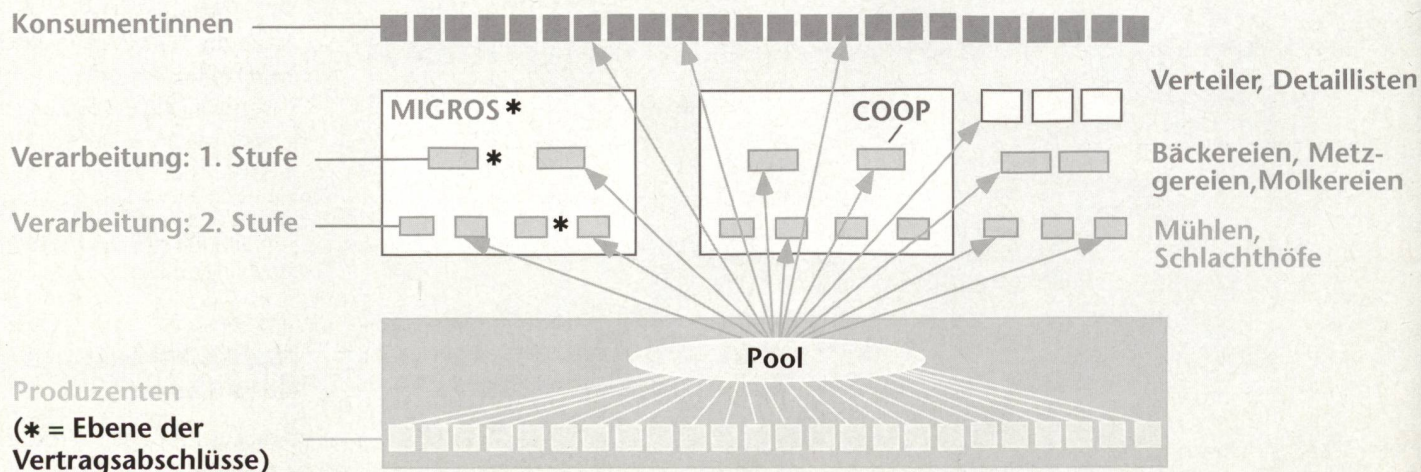 Konsumentinnen
Verteiler, Detaillisten
MIGROS *
COOP
Verarbeitung: 1. Stufe
*
Bäckereien, Metz-
gereien,Molkereien
Verarbeitung: 2. Stufe
*
Mühlen,
Schlachthöfe
Pool
Produzenten
(* = Ebene der
Vertragsabschlüsse)